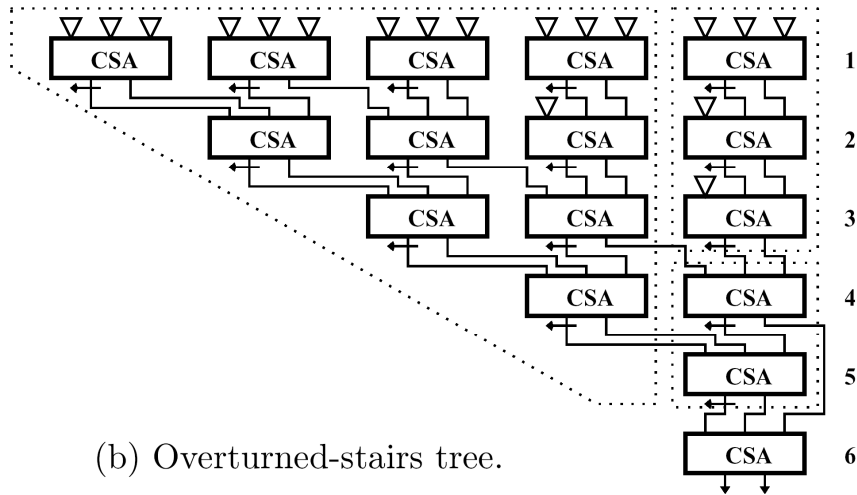 CSA CSA CSA CSA CSA 1
CSA CSA CSA CSA 2
CSA CSA CSA 3
CSA CSA 4
CSA 5
CSA 6
(b) Overturned-stairs tree.